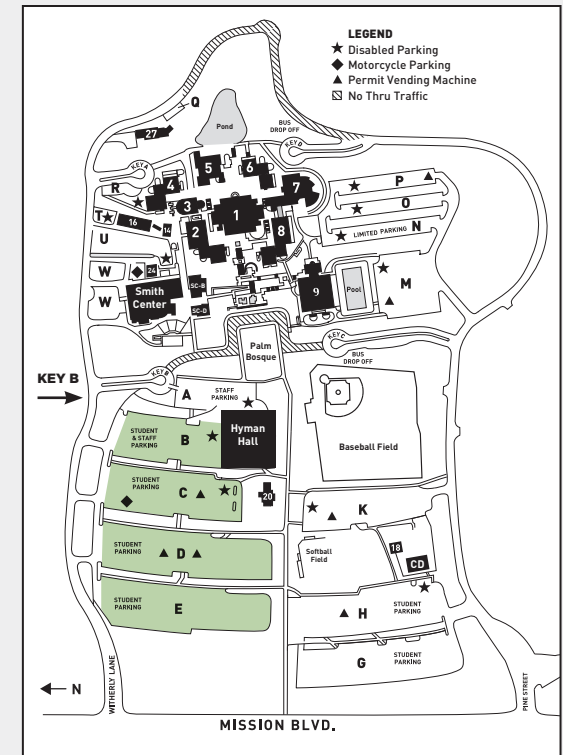 LEGEND
★ Disabled Parking
◆ Motorcycle Parking
▲ Permit Vending Machine
No Thru Traffic
Q
Pond
BUS
DROP OFF
27
KEY A
KEY D
5
6
R
4
7
P
3
1
O
T
16
14
2
8
LIMITED PARKING
N
U
W
24
SC-B
9
Pool
M
W
Smith
Center
SC-D
Palm
Bosque
KEY C
BUS
DROP OFF
KEY B
KEY B
A
STAFF
PARKING
STUDENT
& STAFF
PARKING
B
Hyman
Hall
Baseball Field
STUDENT
PARKING
C
20
K
STUDENT
PARKING
D
Softball
Field
18
CD
STUDENT
PARKING
E
H
STUDENT
PARKING
G
STUDENT
PARKING
N
WITHERLY LANE
PINE STREET
MISSION BLVD.